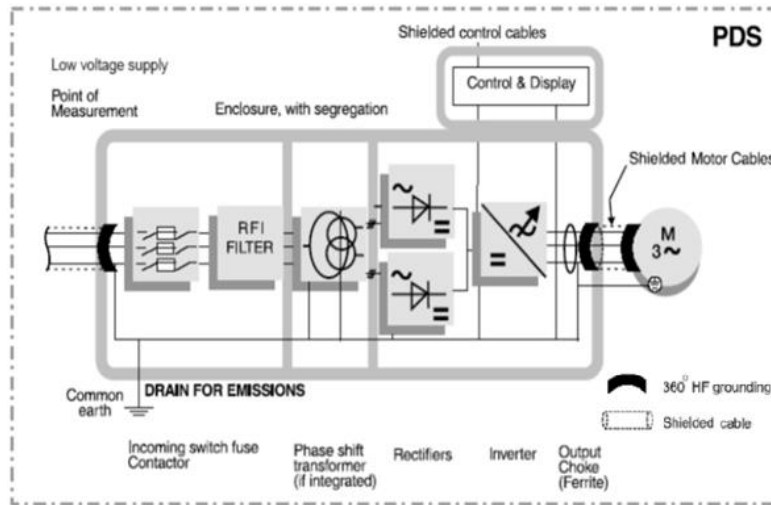 Shielded control cables
PDS
Low voltage supply
Control & Display
Point of
Measurement
Enclosure, with segregation
Shielded Motor Cables
RFI
FILTER
M
3~
~
=
~
=
~
=
Common
earth
DRAIN FOR EMISSIONS
360° HF grounding
Shielded cable
Incoming switch fuse
Contactor
Phase shift
transformer
(if integrated)
Rectifiers
Inverter
Output
Choke
(Ferrite)